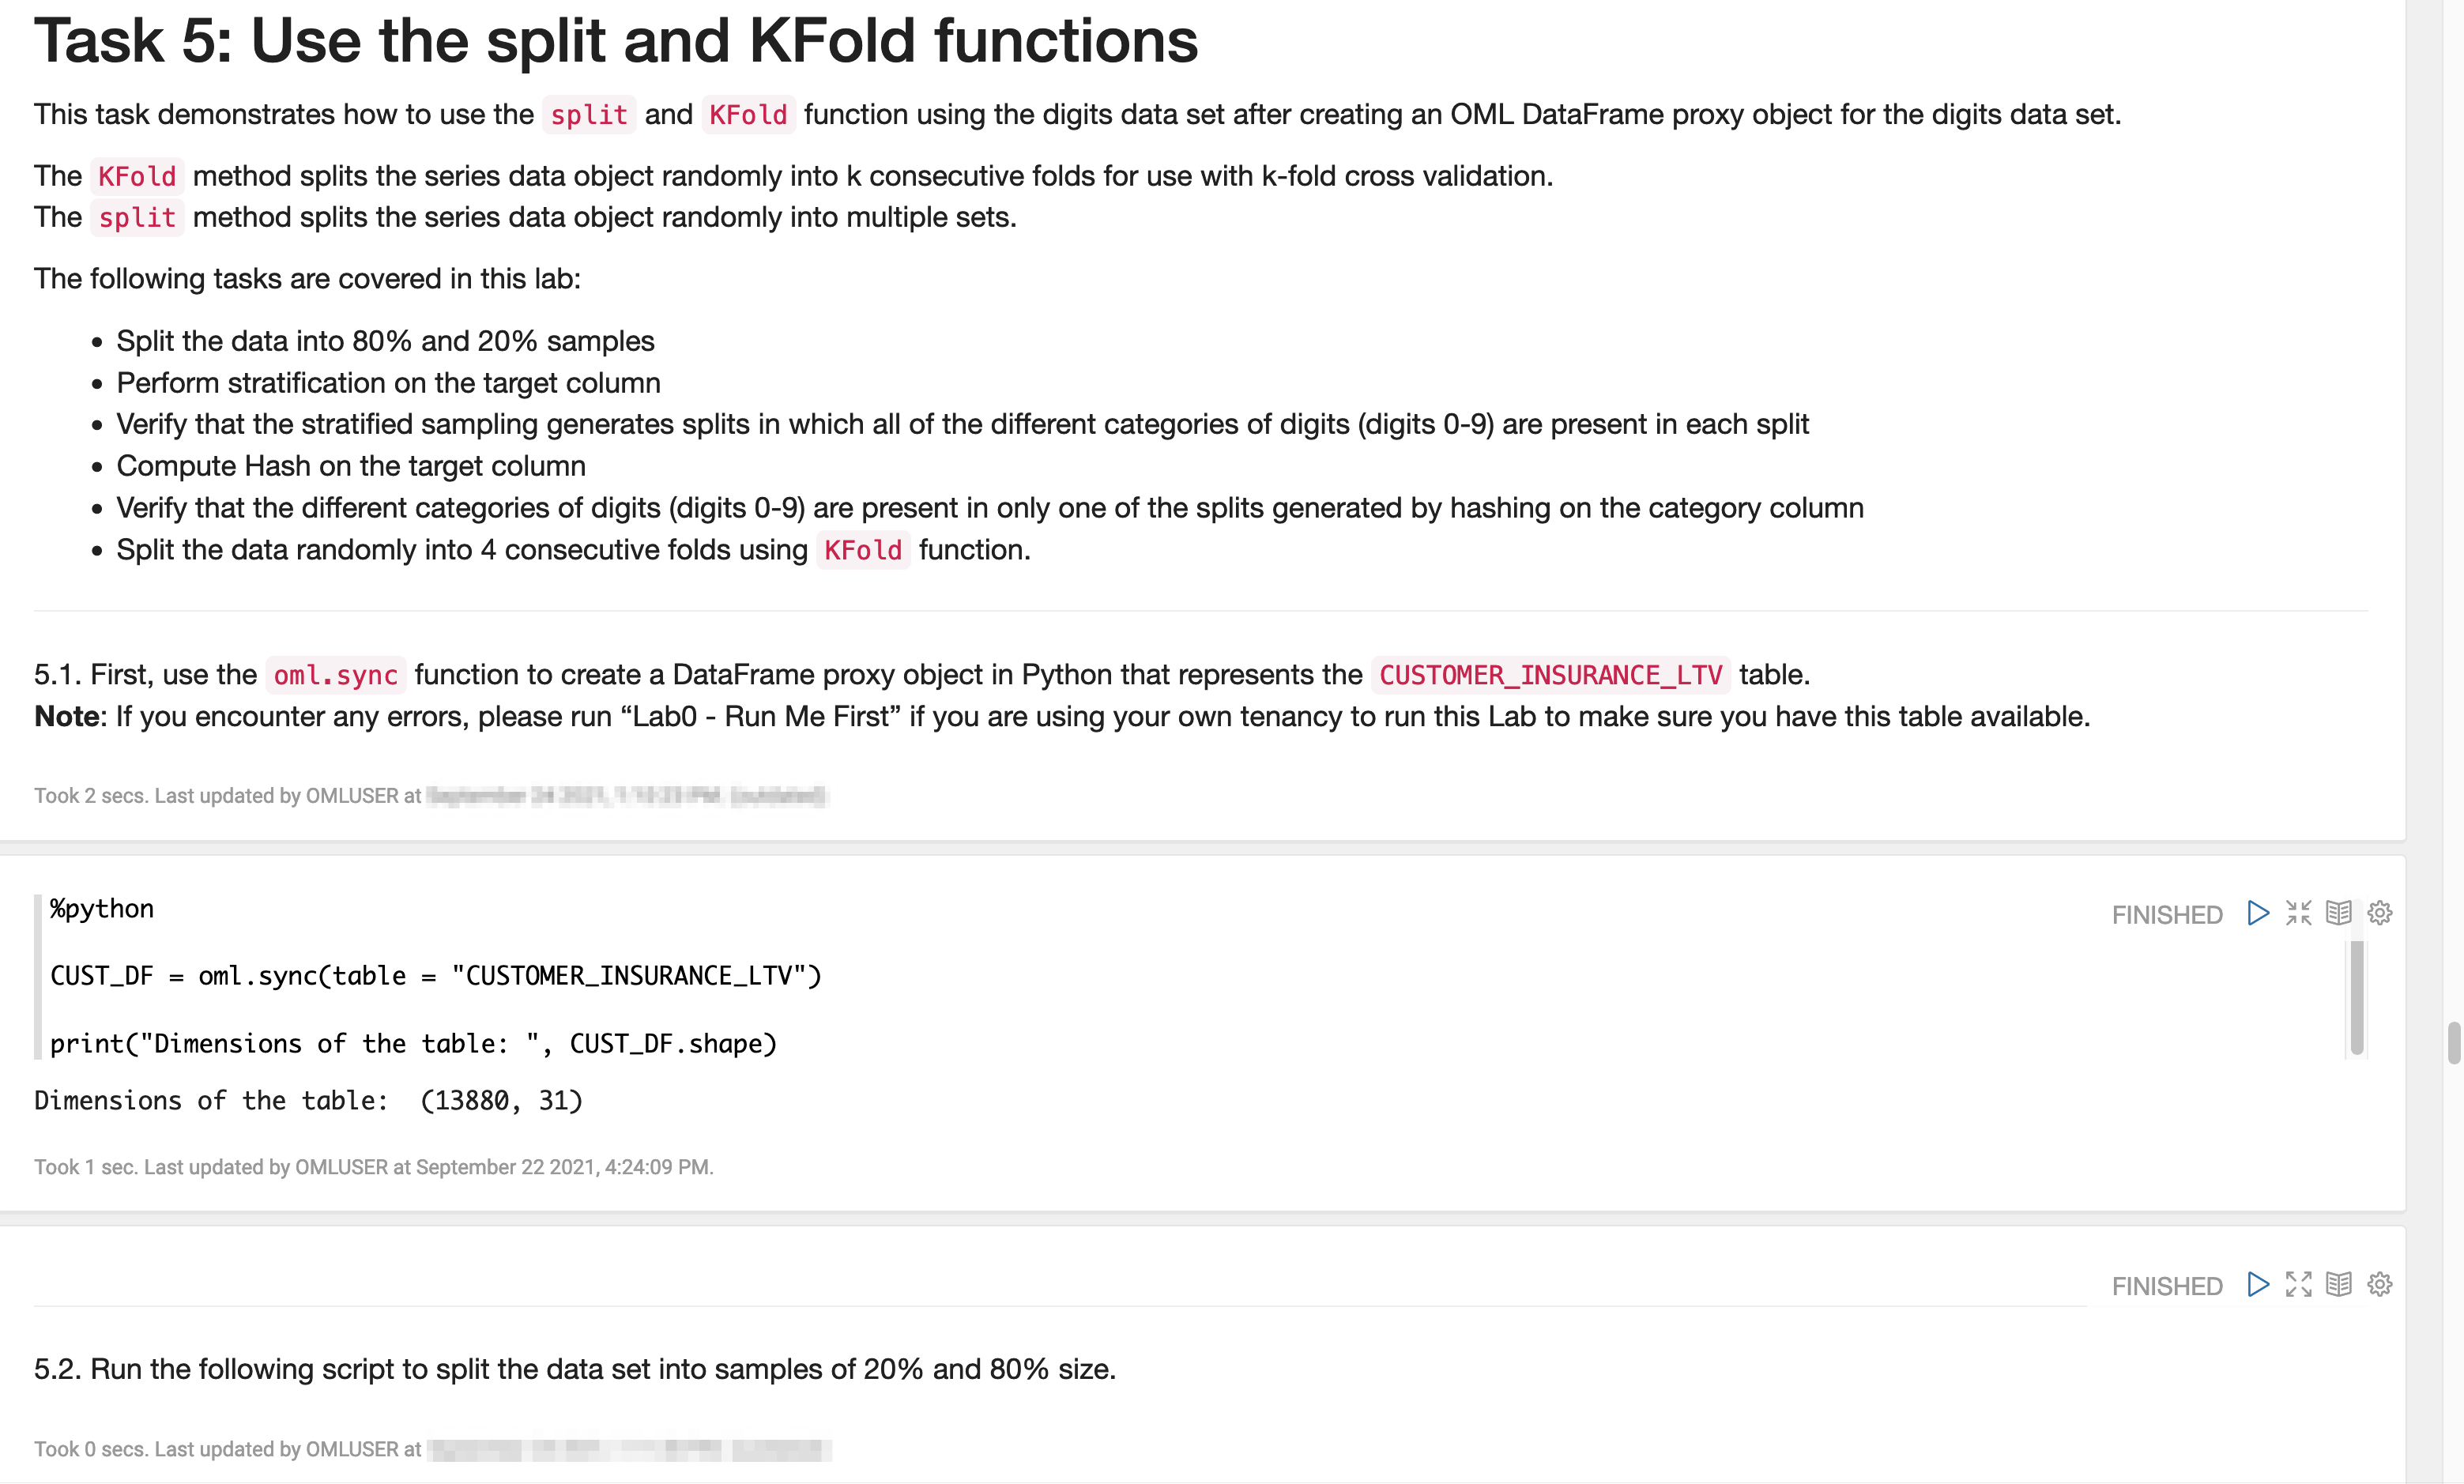 Task 5: Use the split and KFold functions
This task demonstrates how to use the split and KFold function using the digits data set after creating an OML DataFrame proxy object for the digits data set.
The KFold method splits the series data object randomly into k consecutive folds for use with k-fold cross validation.
The split method splits the series data object randomly into multiple sets.
The following tasks are covered in this lab:
• Split the data into 80% and 20% samples
• Perform stratification on the target column
• Verify that the stratified sampling generates splits in which all of the different categories of digits (digits 0-9) are present in each split
• Compute Hash on the target column
• Verify that the different categories of digits (digits 0-9) are present in only one of the splits generated by hashing on the category column
• Split the data randomly into 4 consecutive folds using KFold function.
5.1. First, use the oml.sync function to create a DataFrame proxy object in Python that represents the CUSTOMER_INSURANCE_LTV table.
Note: If you encounter any errors, please run “Lab0 - Run Me First” if you are using your own tenancy to run this Lab to make sure you have this table available.
Took 2 secs. Last updated by OMLUSER at
%python
FINISHED
CUST_DF = oml.sync(table = "CUSTOMER_INSURANCE_LTV")
print("Dimensions of the table: ", CUST_DF.shape)
Dimensions of the table:  (13880, 31)
Took 1 sec. Last updated by OMLUSER at September 22 2021, 4:24:09 PM.
FINISHED
5.2. Run the following script to split the data set into samples of 20% and 80% size.
Took 0 secs. Last updated by OMLUSER at